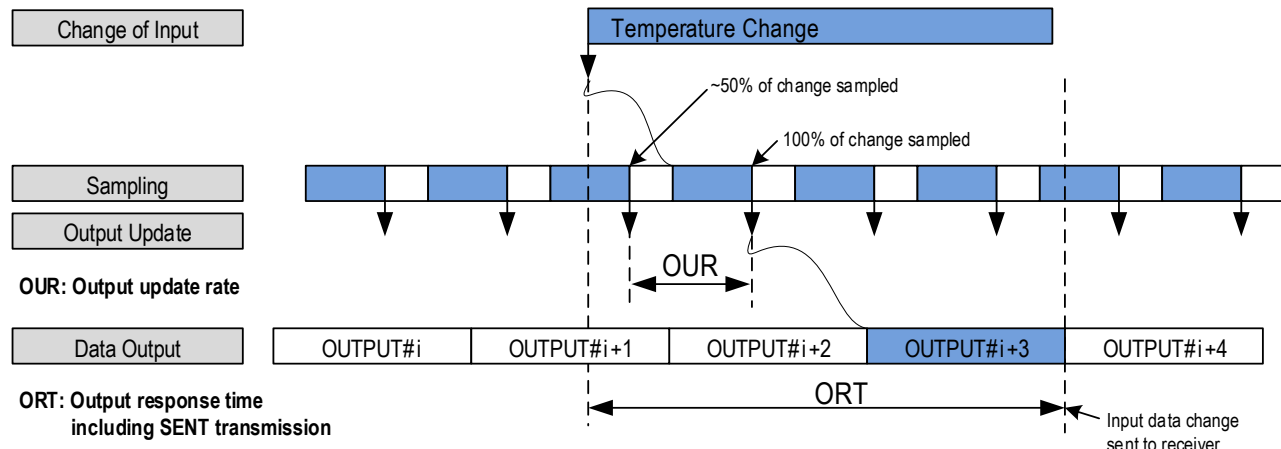 Change of Input
Temperature Change
~50% of change sampled
100% of change sampled
Sampling
Output Update
OUR
OUR: Output update rate
Data Output
OUTPUT#i
OUTPUT#i+1
OUTPUT#i+2
OUTPUT#i+3
OUTPUT#i+4
ORT
ORT: Output response time
including SENT transmission
Input data change
sent to receiver